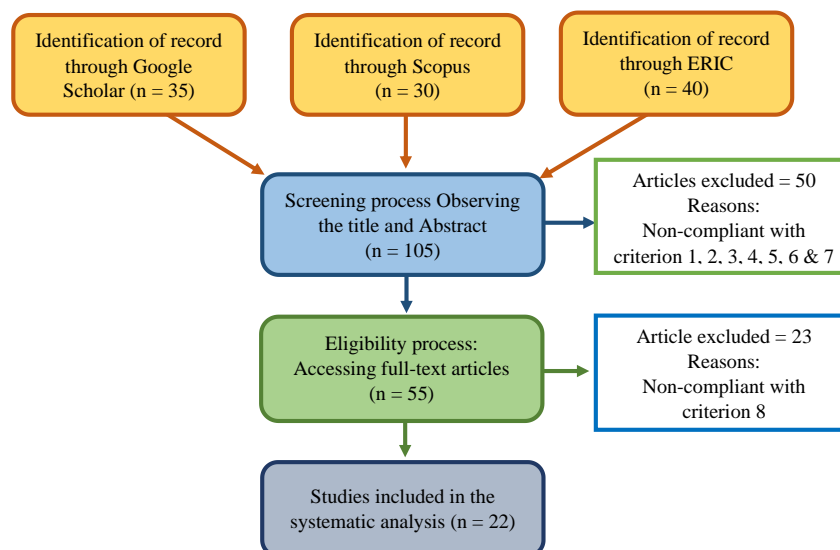 Identification of record
through Google
Scholar (n = 35)
Identification of record
through Scopus
(n = 30)
Identification of record
through ERIC
(n = 40)
Screening process Observing
the title and Abstract
(n = 105)
Articles excluded = 50
Reasons:
Non-compliant with
criterion 1, 2, 3, 4, 5, 6 & 7
Eligibility process:
Accessing full-text articles
(n = 55)
Article excluded = 23
Reasons:
Non-compliant with
criterion 8
Studies included in the
systematic analysis (n = 22)